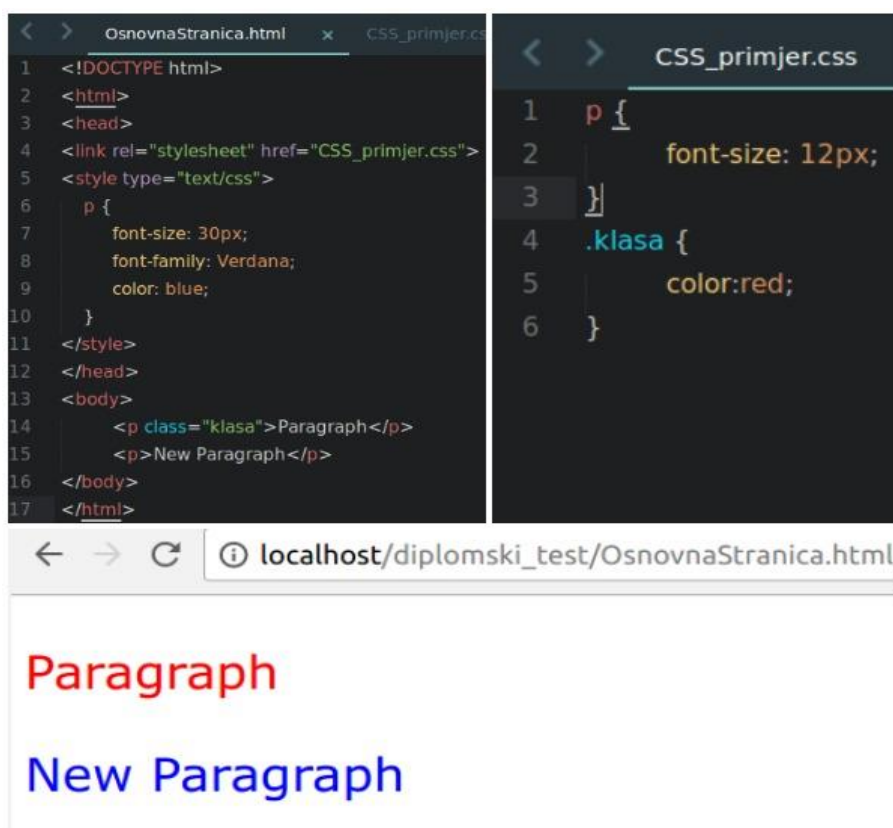 OsnovnaStranica.html x CSS_primjer.cs
1 <!DOCTYPE html>
2 <html>
3 <head>
4 <link rel="stylesheet" href="CSS_primjer.css">
5 <style type="text/css">
6 p {
7 font-size: 30px;
8 font-family: Verdana;
9 color: blue;
10 }
11 </style>
12 </head>
13 <body>
14 <p class="klasa">Paragraph</p>
15 <p>New Paragraph</p>
16 </body>
17 </html>
CSS_primjer.css
1 p {
2 font-size: 12px;
3 }
4 .klasa {
5 color:red;
6 }
localhost/diplomski_test/OsnovnaStranica.html
Paragraph
New Paragraph